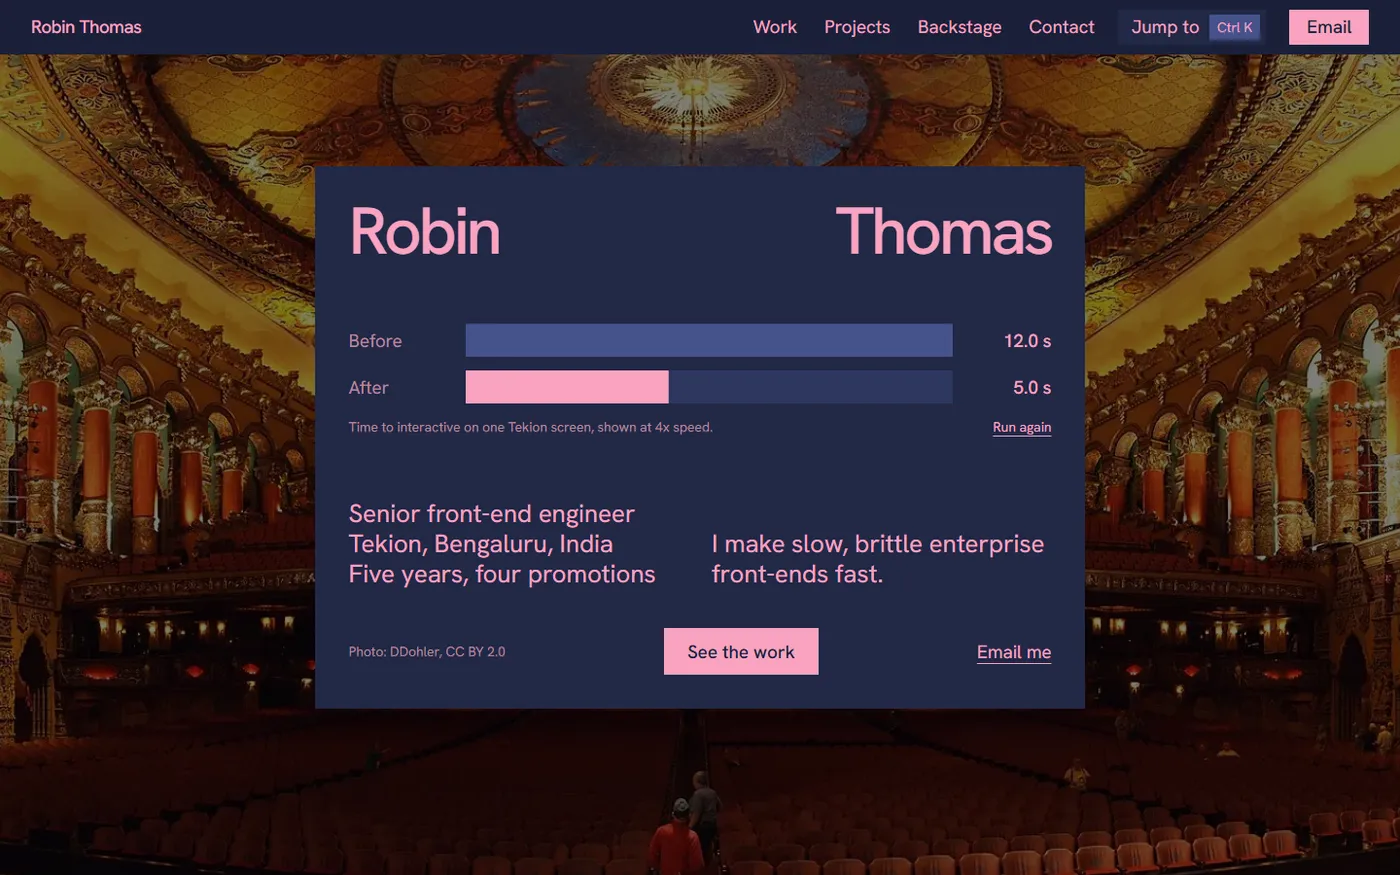 Robin Thomas
Work
Projects
Backstage
Contact
Jump to
Ctrl K
Email
Robin Thomas
Before
12.0 s
After
5.0 s
Time to interactive on one Tekion screen, shown at 4x speed.
Run again
Senior front-end engineer
Tekion, Bengaluru, India
Five years, four promotions
I make slow, brittle enterprise
front-ends fast.
Photo: DDohler, CC BY 2.0
See the work
Email me